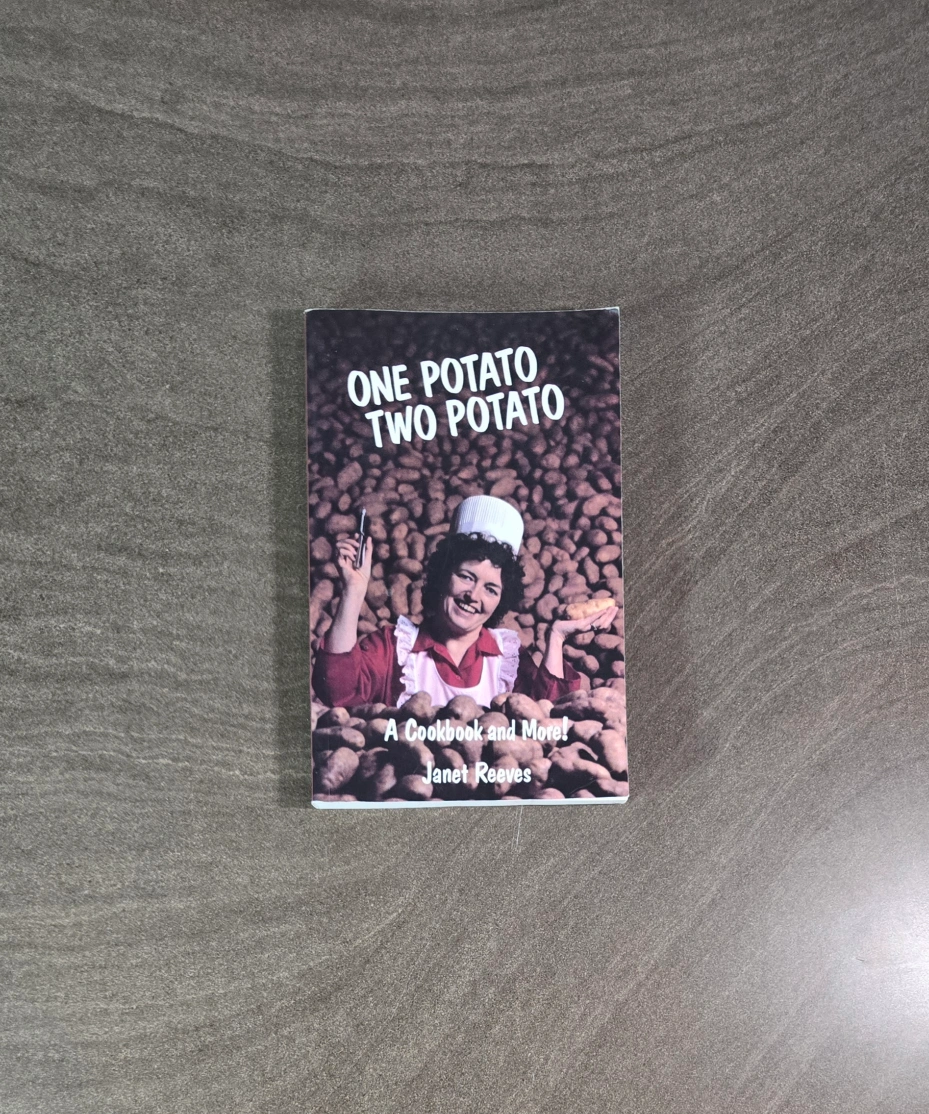 ONE POTATO
TWO POTATO
A Cookbook and More!
Janet Reeves